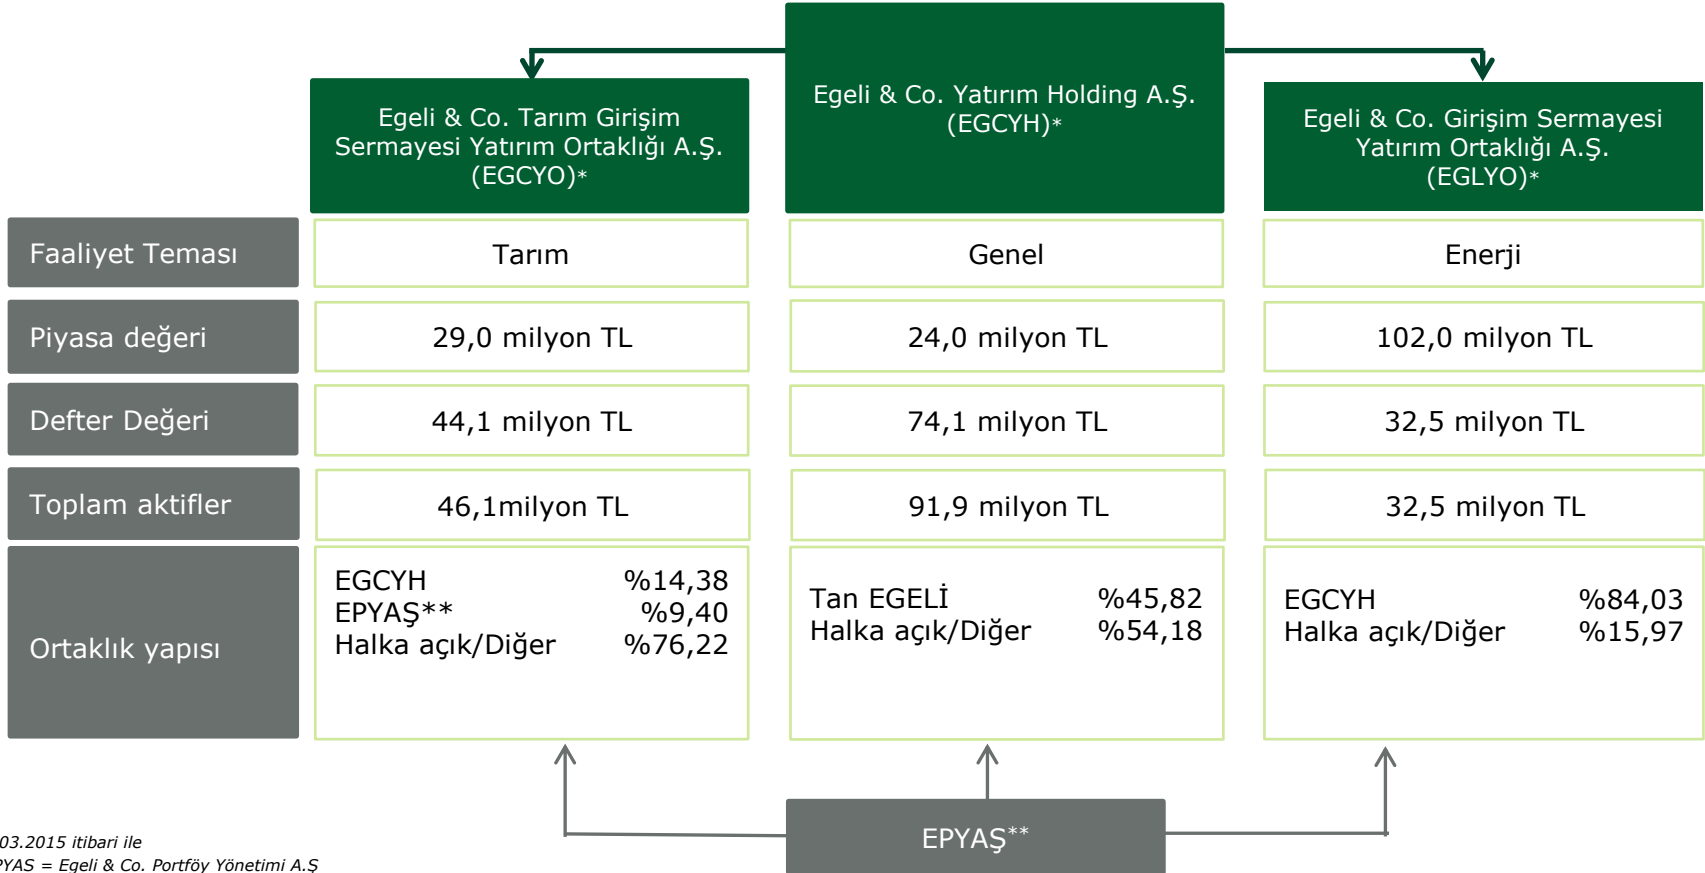 Egeli & Co. Yatırım Holding A.Ş.
(EGCYH)*
Egeli & Co. Tarım Girişim
Sermayesi Yatırım Ortaklığı A.Ş.
(EGCYO)*
Egeli & Co. Girişim Sermayesi
Yatırım Ortaklığı A.Ş.
(EGLYO)*
Faaliyet Teması Tarım Genel Enerji
Piyasa değeri 29,0 milyon TL 24,0 milyon TL 102,0 milyon TL
Defter Değeri 44,1 milyon TL 74,1 milyon TL 32,5 milyon TL
Toplam aktifler 46,1milyon TL 91,9 milyon TL 32,5 milyon TL
Ortaklık yapısı
EGCYH %14,38
EPYAŞ** %9,40
Halka açık/Diğer %76,22
Tan EGELİ %45,82
Halka açık/Diğer %54,18
EGCYH %84,03
Halka açık/Diğer %15,97
EPYAŞ**
03.2015 itibari ile
PYAS = Egeli & Co. Portföy Yönetimi A.Ş